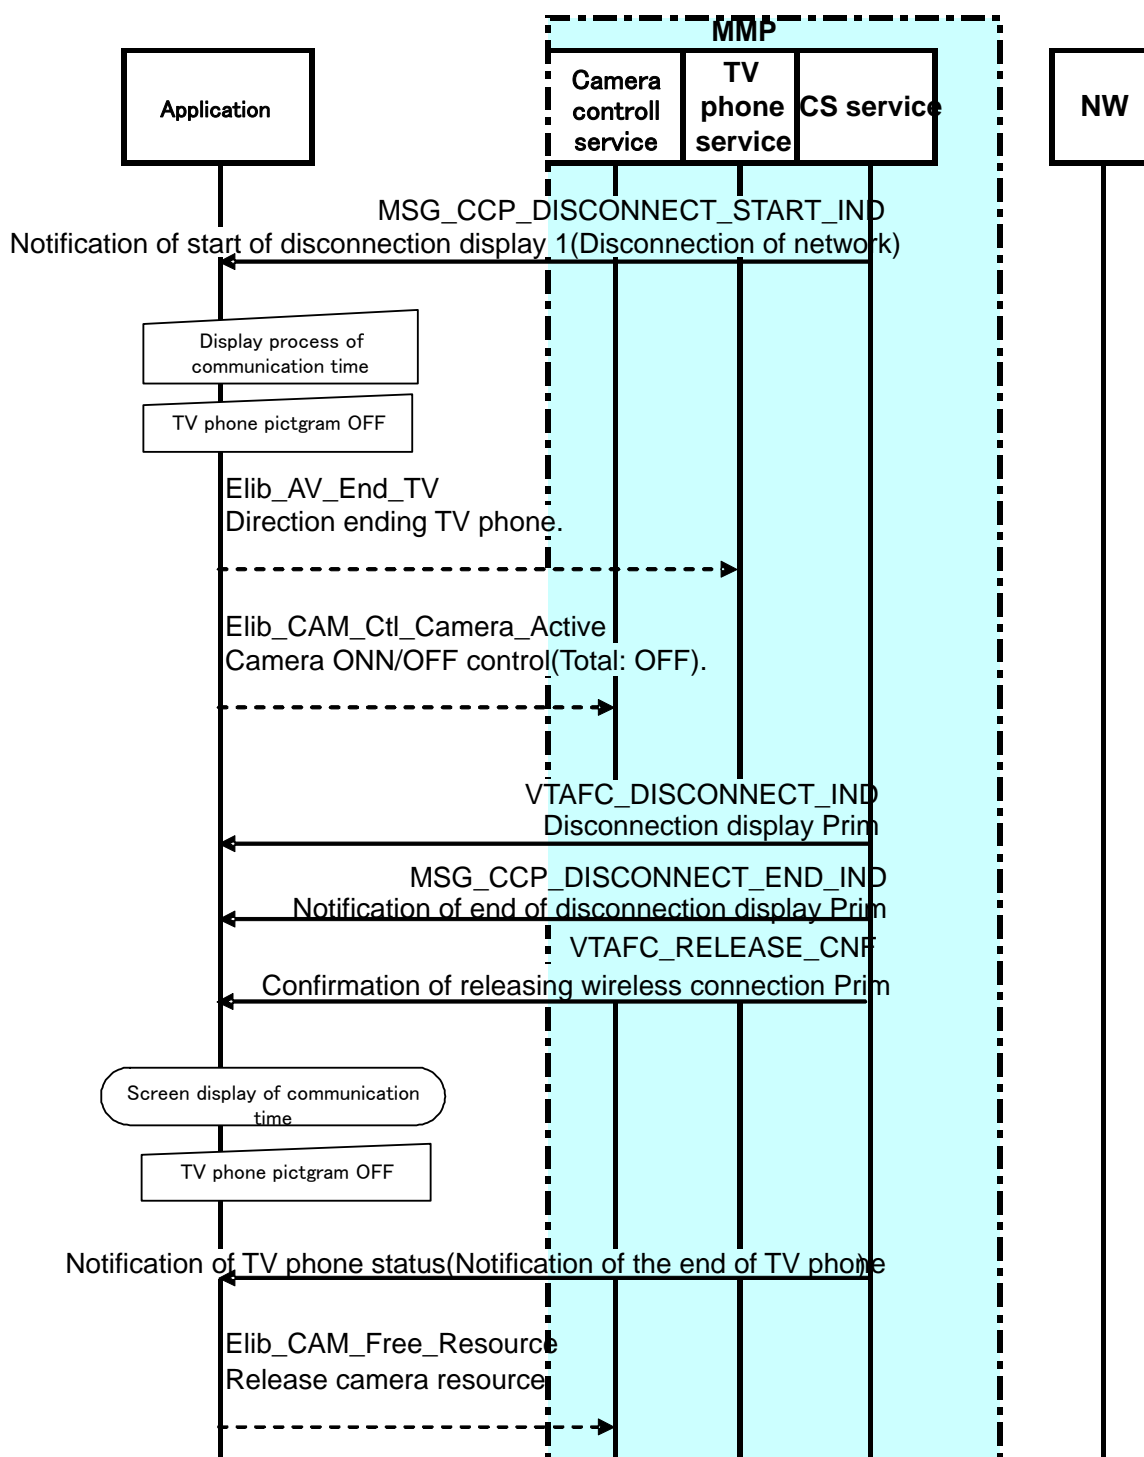 MMP
Application
Camera
controll
service
TV
phone
service
CS service
NW
MSG_CCP_DISCONNECT_START_IND
Notification of start of disconnection display 1(Disconnection of network)
Display process of
communication time
TV phone pictgram OFF
Elib_AV_End_TV
Direction ending TV phone.
Elib_CAM_Ctl_Camera_Active
Camera ONN/OFF control(Total: OFF).
VTAFC_DISCONNECT_IND
Disconnection display Prim
MSG_CCP_DISCONNECT_END_IND
Notification of end of disconnection display Prim
VTAFC_RELEASE_CNF
Confirmation of releasing wireless connection Prim
Screen display of communication
time
TV phone pictgram OFF
Notification of TV phone status(Notification of the end of TV phone)
Elib_CAM_Free_Resource
Release camera resource